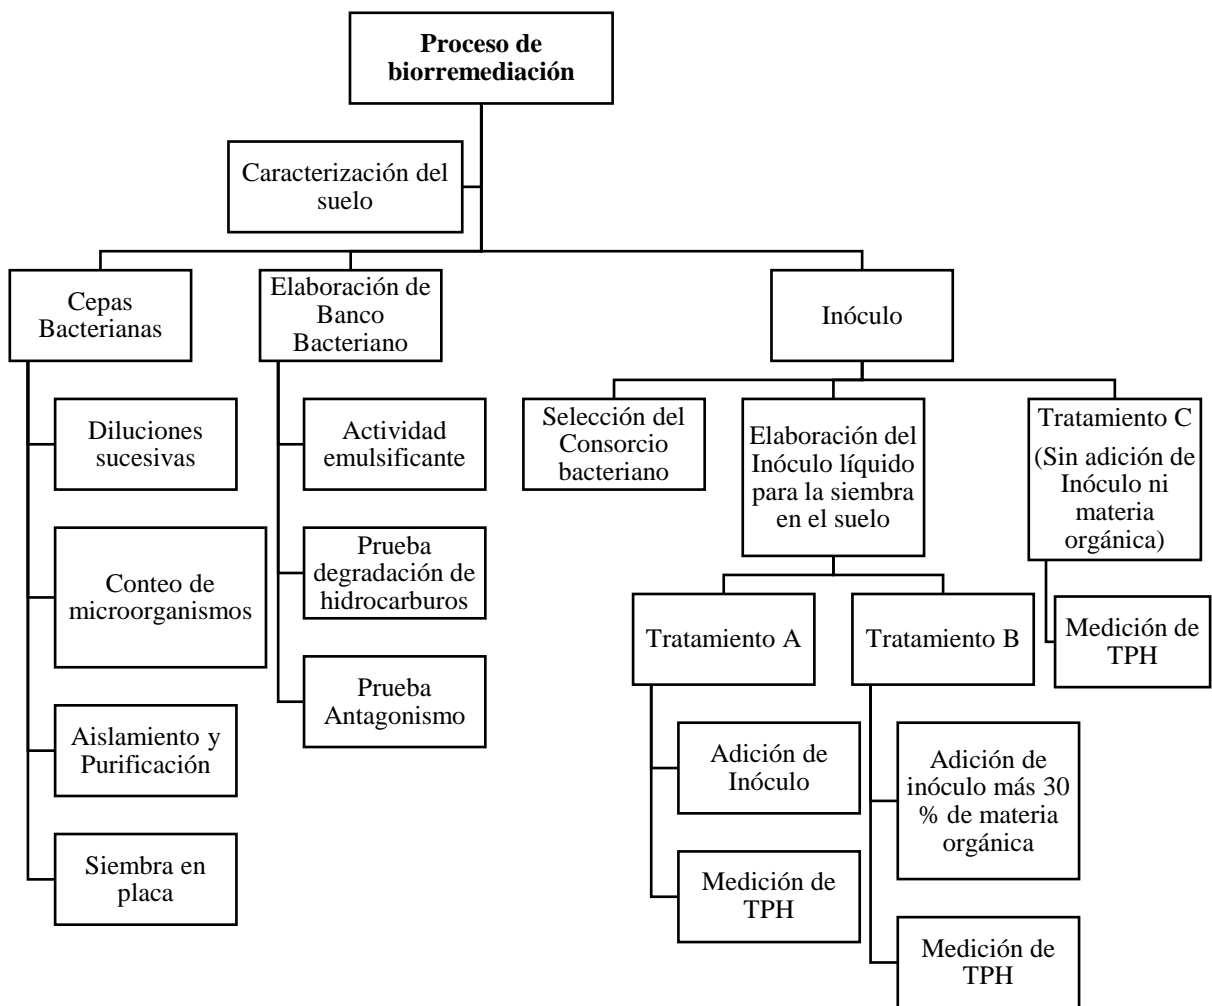 Proceso de
biorremediación
Caracterización del
suelo
Cepas
Bacterianas
Diluciones
sucesivas
Conteo de
microorganismos
Aislamiento y
Purificación
Siembra en
placa
Elaboración de
Banco
Bacteriano
Actividad
emulsificante
Prueba
degradación de
hidrocarburos
Prueba
Antagonismo
Inóculo
Selección del
Consorcio
bacteriano
Elaboración del
Inóculo líquido
para la siembra
en el suelo
Tratamiento A
Adición de
Inóculo
Medición de
TPH
Tratamiento B
Adición de
inóculo más 30
% de materia
orgánica
Medición de
TPH
Tratamiento C
(Sin adición de
Inóculo ni
materia
orgánica)
Medición de
TPH